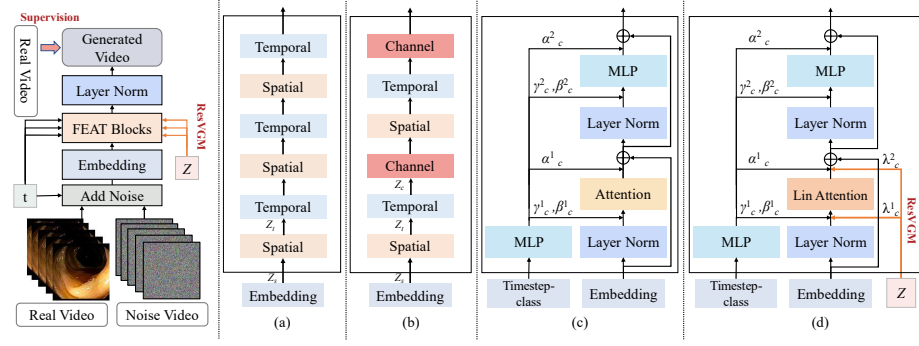 Supervision
Real Video
Generated
Video
Layer Norm
FEAT Blocks
ResVGM
Embedding
Z
t
Add Noise
Real Video
Noise Video
Temporal
Spatial
Temporal
Spatial
Temporal
Z_t
Spatial
Z_s
Embedding
(a)
Channel
Temporal
Spatial
Channel
Z_c
Temporal
Z_t
Spatial
Z_s
Embedding
(b)
α²_c
MLP
γ²_c ,β²_c
Layer Norm
α¹_c
Attention
γ¹_c ,β¹_c
MLP
Layer Norm
Timestep-
class
Embedding
(c)
α²_c
MLP
γ²_c ,β²_c
Layer Norm
α¹_c
λ²_c
Lin Attention
γ¹_c ,β¹_c
λ¹_c
ResVGM
MLP
Layer Norm
Timestep-
class
Embedding
Z
(d)